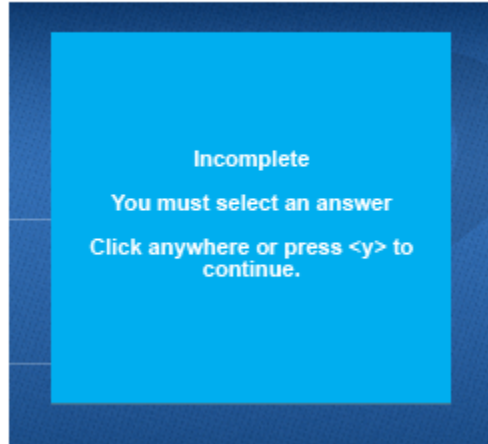 Incomplete
You must select an answer
Click anywhere or press <y> to
continue.